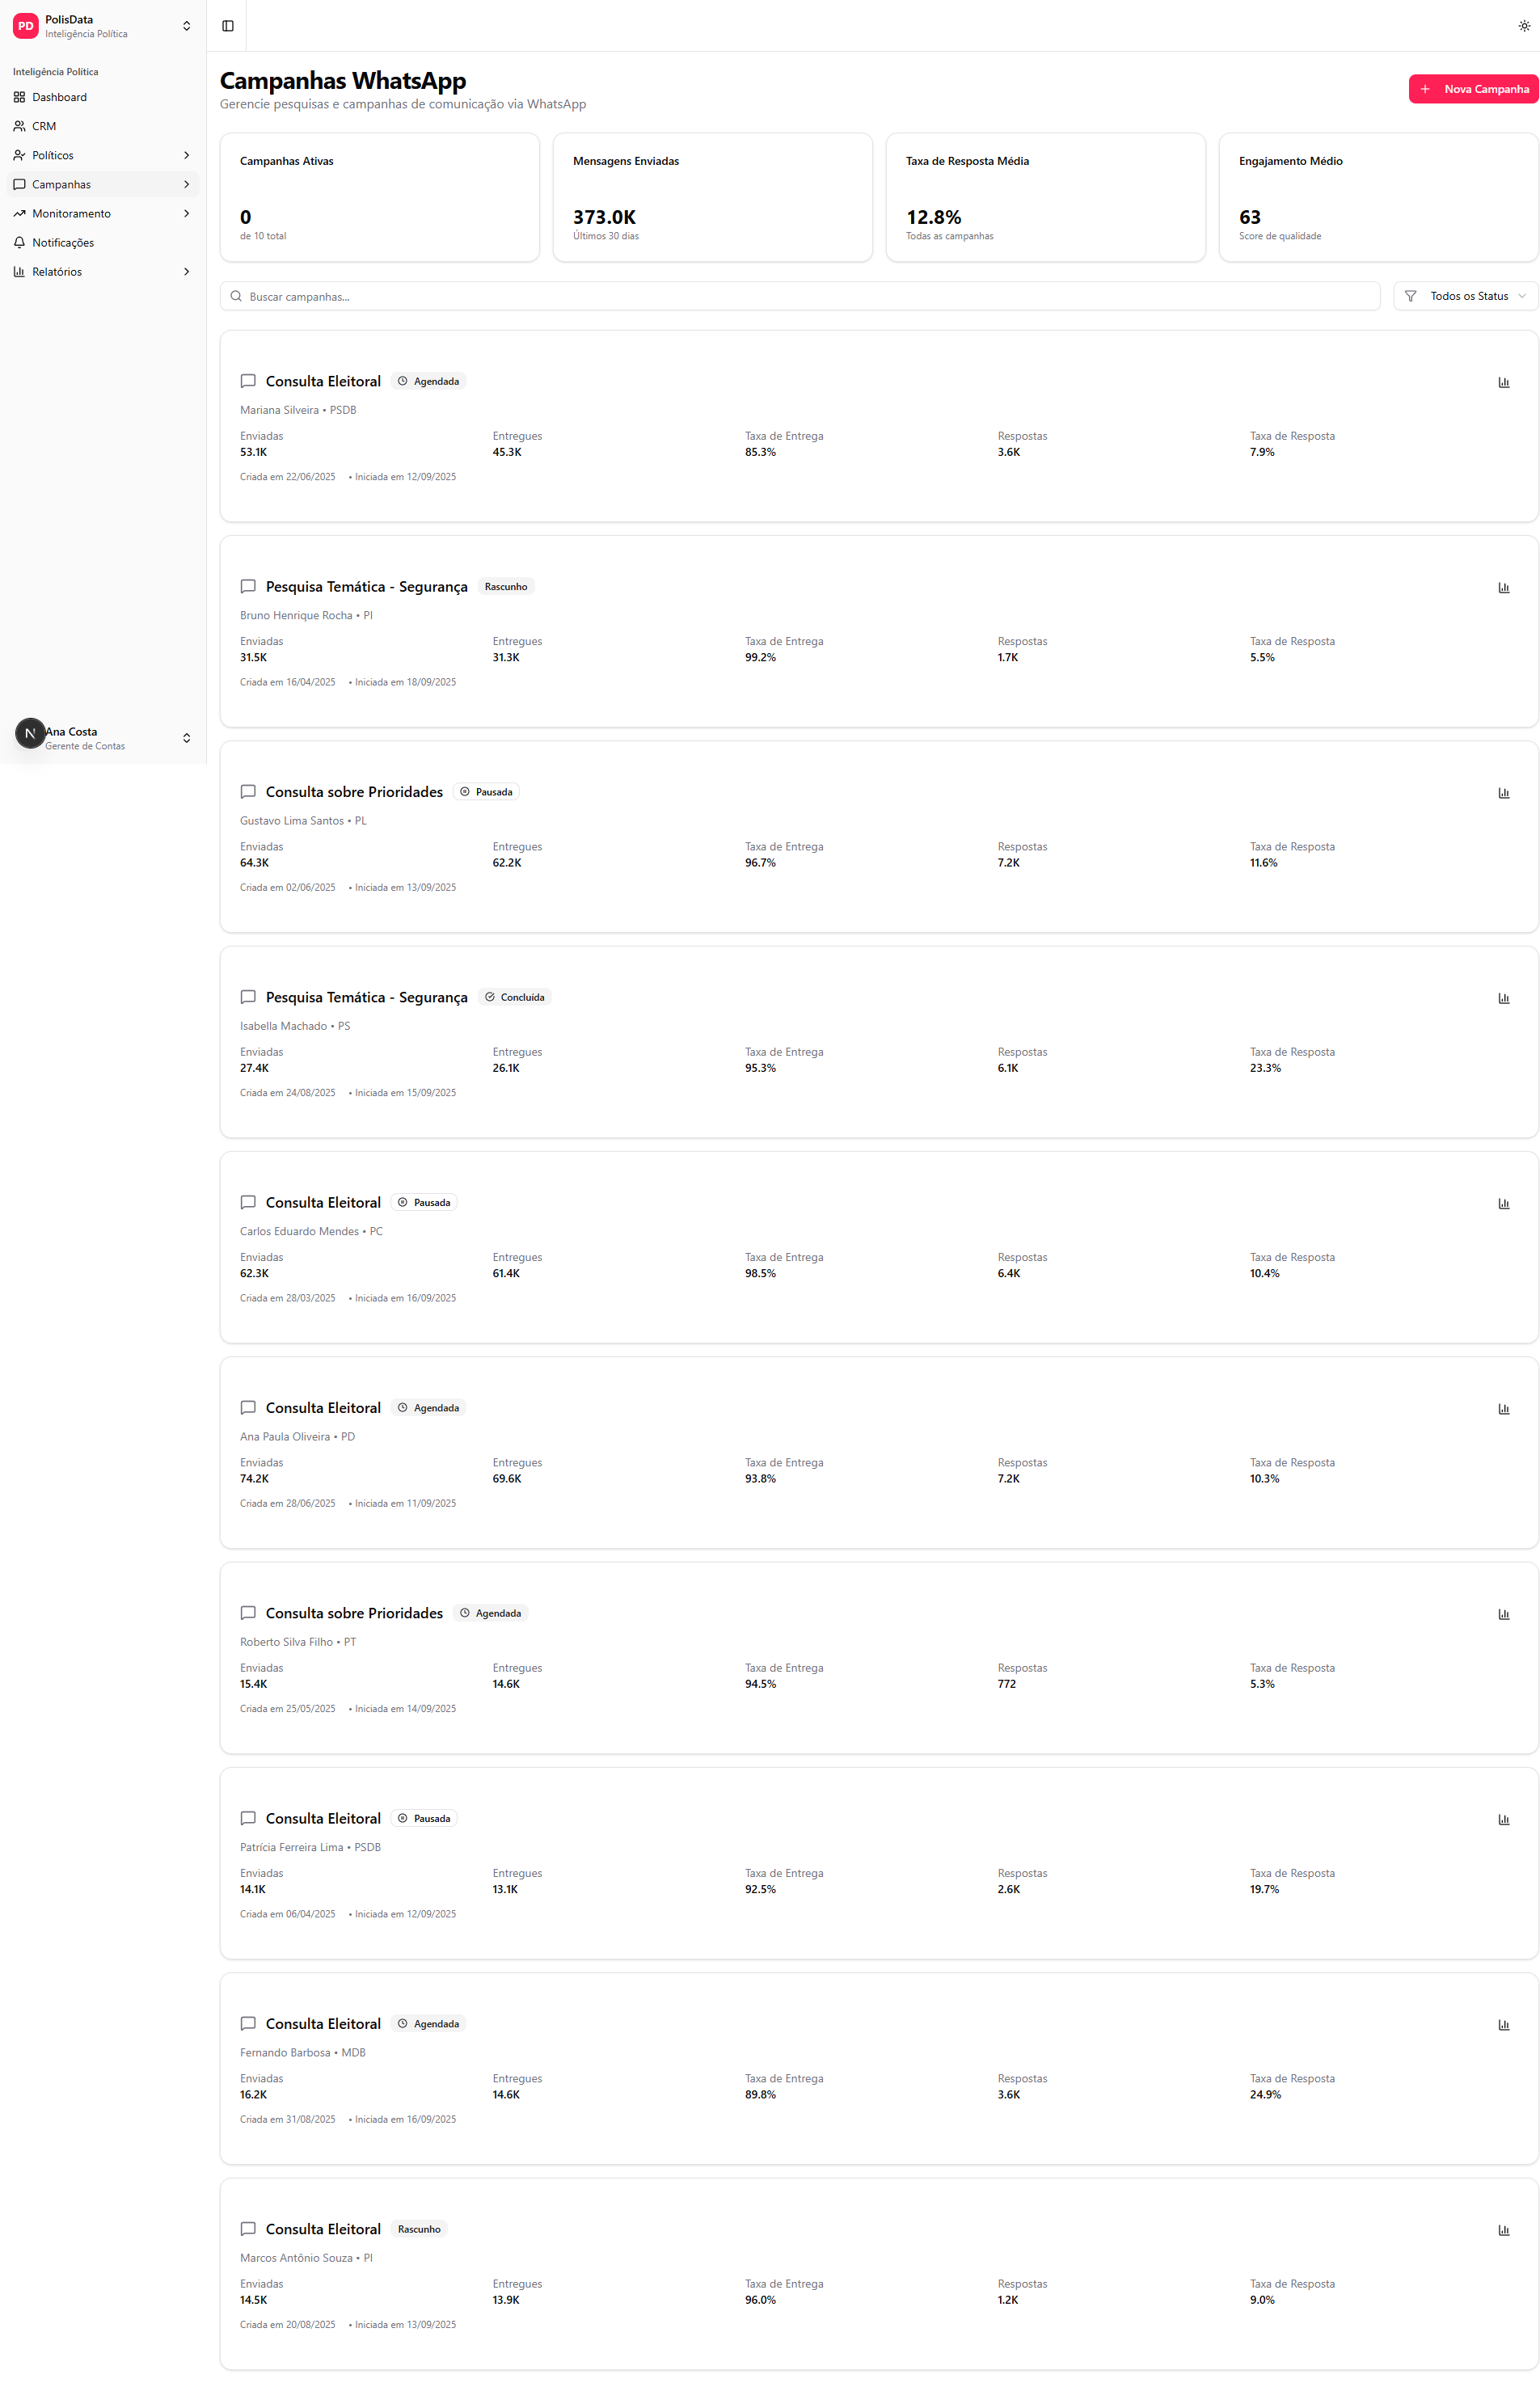 PD
PolisData
Inteligência Política
Inteligência Política
Dashboard
CRM
Políticos
Campanhas
Monitoramento
Notificações
Relatórios
N
Ana Costa
Gerente de Contas
Campanhas WhatsApp
Gerencie pesquisas e campanhas de comunicação via WhatsApp
Nova Campanha
Campanhas Ativas
0
de 10 total
Mensagens Enviadas
373.0K
Últimos 30 dias
Taxa de Resposta Média
12.8%
Todas as campanhas
Engajamento Médio
63
Score de qualidade
Buscar campanhas...
Todos os Status
Consulta Eleitoral Agendada
Mariana Silveira • PSDB
Enviadas Entregues Taxa de Entrega Respostas Taxa de Resposta
53.1K 45.3K 85.3% 3.6K 7.9%
Criada em 22/06/2025 • Iniciada em 12/09/2025
Pesquisa Temática - Segurança Rascunho
Bruno Henrique Rocha • PI
Enviadas Entregues Taxa de Entrega Respostas Taxa de Resposta
31.5K 31.3K 99.2% 1.7K 5.5%
Criada em 16/04/2025 • Iniciada em 18/09/2025
Consulta sobre Prioridades Pausada
Gustavo Lima Santos • PL
Enviadas Entregues Taxa de Entrega Respostas Taxa de Resposta
64.3K 62.2K 96.7% 7.2K 11.6%
Criada em 02/06/2025 • Iniciada em 13/09/2025
Pesquisa Temática - Segurança Concluída
Isabella Machado • PS
Enviadas Entregues Taxa de Entrega Respostas Taxa de Resposta
27.4K 26.1K 95.3% 6.1K 23.3%
Criada em 24/08/2025 • Iniciada em 15/09/2025
Consulta Eleitoral Pausada
Carlos Eduardo Mendes • PC
Enviadas Entregues Taxa de Entrega Respostas Taxa de Resposta
62.3K 61.4K 98.5% 6.4K 10.4%
Criada em 28/03/2025 • Iniciada em 16/09/2025
Consulta Eleitoral Agendada
Ana Paula Oliveira • PD
Enviadas Entregues Taxa de Entrega Respostas Taxa de Resposta
74.2K 69.6K 93.8% 7.2K 10.3%
Criada em 28/06/2025 • Iniciada em 11/09/2025
Consulta sobre Prioridades Agendada
Roberto Silva Filho • PT
Enviadas Entregues Taxa de Entrega Respostas Taxa de Resposta
15.4K 14.6K 94.5% 772 5.3%
Criada em 25/05/2025 • Iniciada em 14/09/2025
Consulta Eleitoral Pausada
Patrícia Ferreira Lima • PSDB
Enviadas Entregues Taxa de Entrega Respostas Taxa de Resposta
14.1K 13.1K 92.5% 2.6K 19.7%
Criada em 06/04/2025 • Iniciada em 12/09/2025
Consulta Eleitoral Agendada
Fernando Barbosa • MDB
Enviadas Entregues Taxa de Entrega Respostas Taxa de Resposta
16.2K 14.6K 89.8% 3.6K 24.9%
Criada em 31/08/2025 • Iniciada em 16/09/2025
Consulta Eleitoral Rascunho
Marcos Antônio Souza • PI
Enviadas Entregues Taxa de Entrega Respostas Taxa de Resposta
14.5K 13.9K 96.0% 1.2K 9.0%
Criada em 20/08/2025 • Iniciada em 13/09/2025